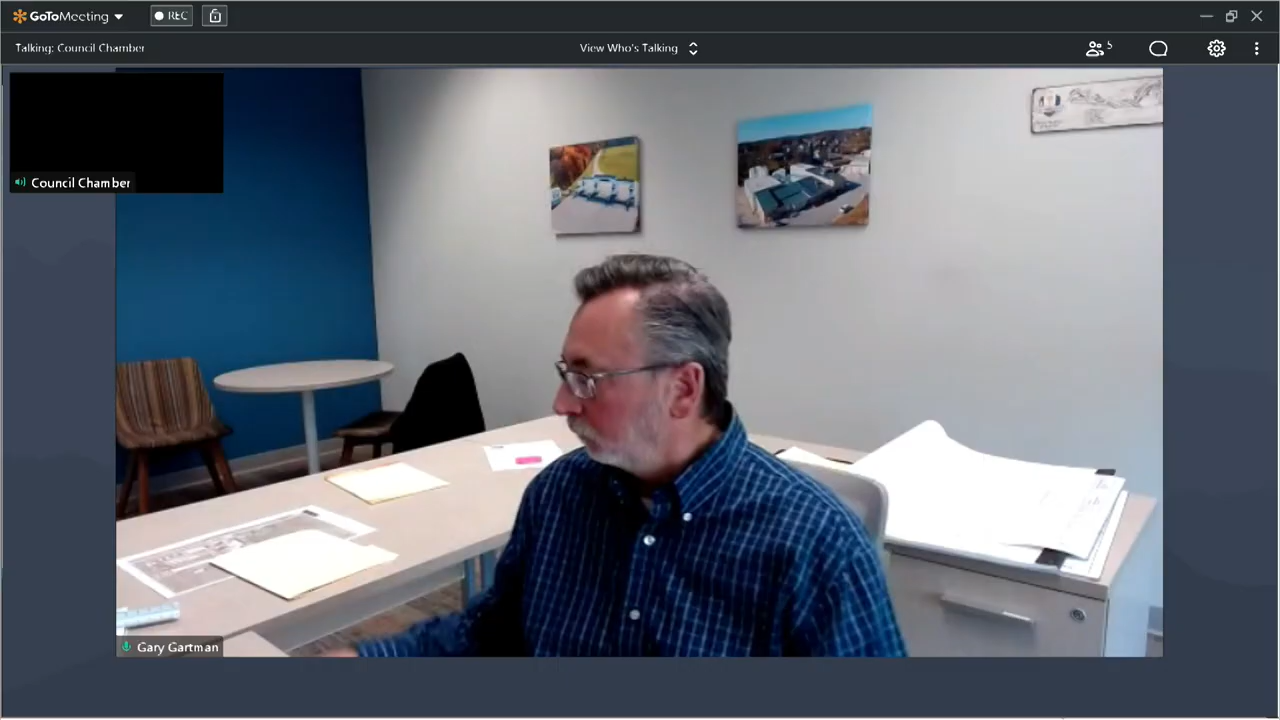 GoToMeeting
REC
Talking: Council Chamber
View Who's Talking
5
Council Chamber
Gary Gartman